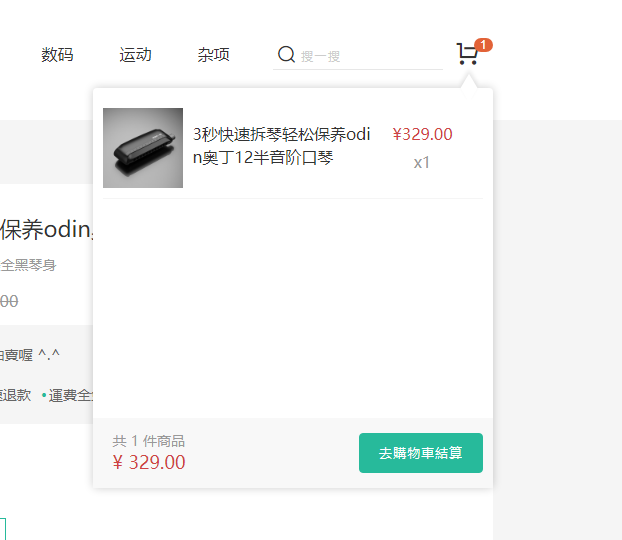 数码 运动 杂项 搜一搜 1
3秒快速拆琴轻松保养odi
n奥丁12半音阶口琴
¥329.00
x1
保养odin
全黑琴身
00
賣喔 ^.^
退款 •運費全
共 1 件商品
¥ 329.00
去購物車結算